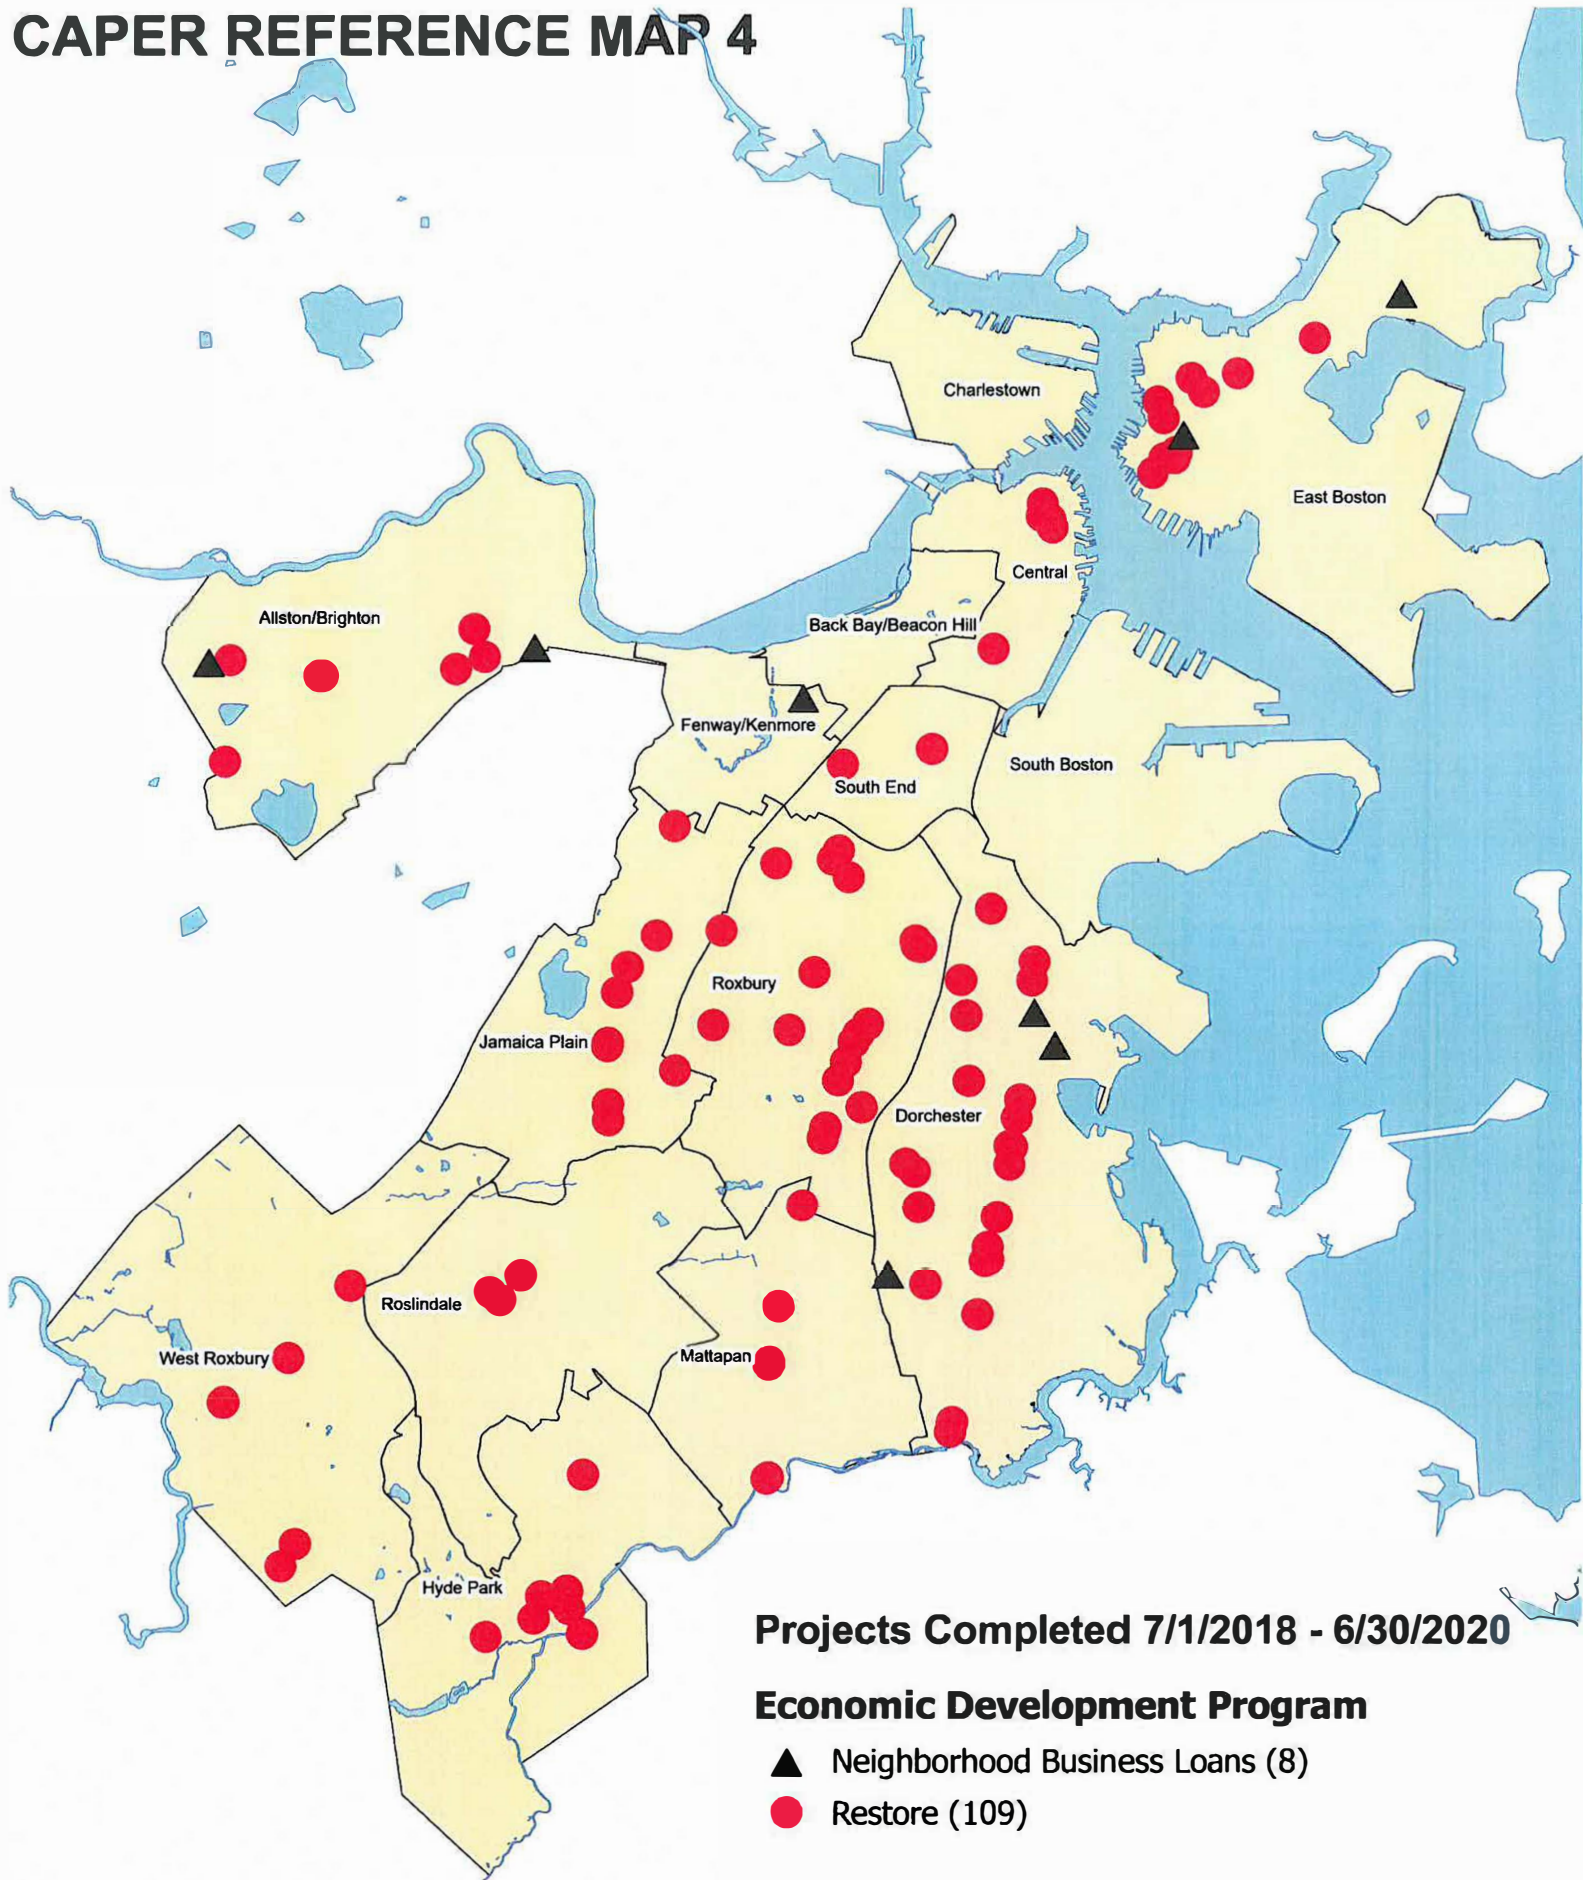 CAPER REFERENCE MAP 4
Charlestown
East Boston
Central
Allston/Brighton
Back Bay/Beacon Hill
Fenway/Kenmore
South Boston
South End
Roxbury
Jamaica Plain
Dorchester
Roslindale
West Roxbury
Mattapan
Hyde Park
Projects Completed 7/1/2018 - 6/30/2020
Economic Development Program
Neighborhood Business Loans (8)
Restore (109)